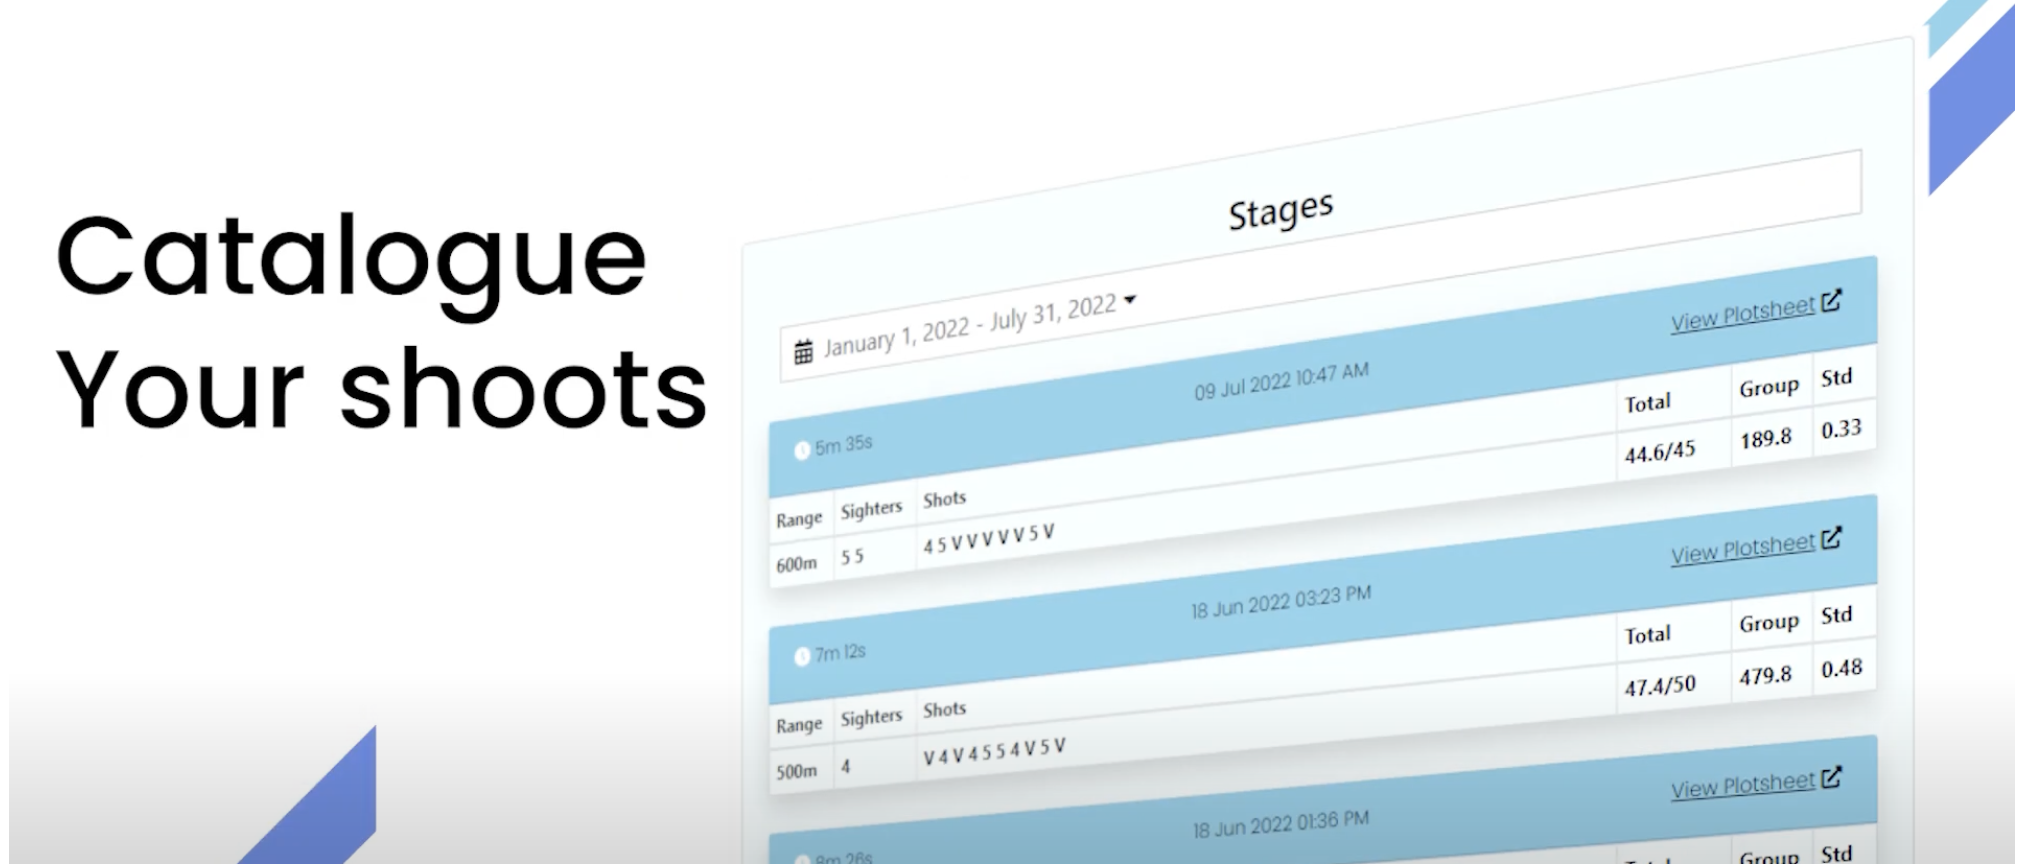 Catalogue
Your shoots
Stages
January 1, 2022 - July 31, 2022
5m 35s 09 Jul 2022 10:47 AM View Plotsheet
Range Sighters Shots Total Group Std
600m 5 5 4 5 V V V V V 5 V 44.6/45 189.8 0.33
7m 12s 18 Jun 2022 03:23 PM View Plotsheet
Range Sighters Shots Total Group Std
500m 4 V 4 V 4 5 5 4 V 5 V 47.4/50 479.8 0.48
8m 26s 18 Jun 2022 01:36 PM View Plotsheet
Total Group Std